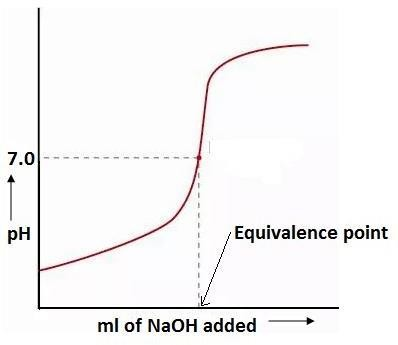 7.0
pH
Equivalence point
ml of NaOH added